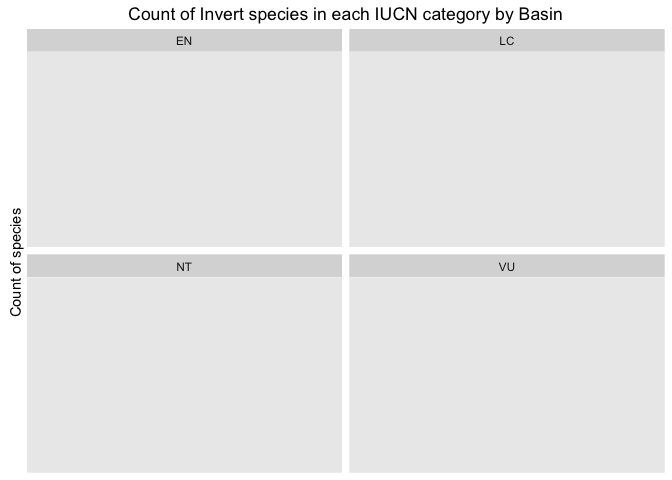 Count of Invert species in each IUCN category by Basin
EN
LC
Count of species
NT
VU